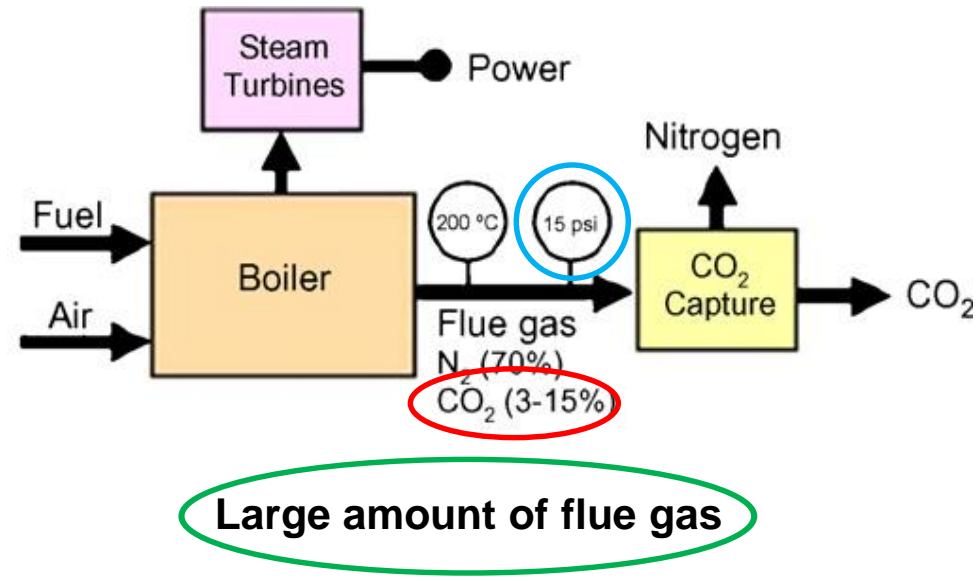 Steam
Turbines
Power
Nitrogen
Fuel
200 ºC
15 psi
Boiler
CO₂
Capture
CO₂
Air
Flue gas
N₂ (70%)
CO₂ (3-15%)
Large amount of flue gas